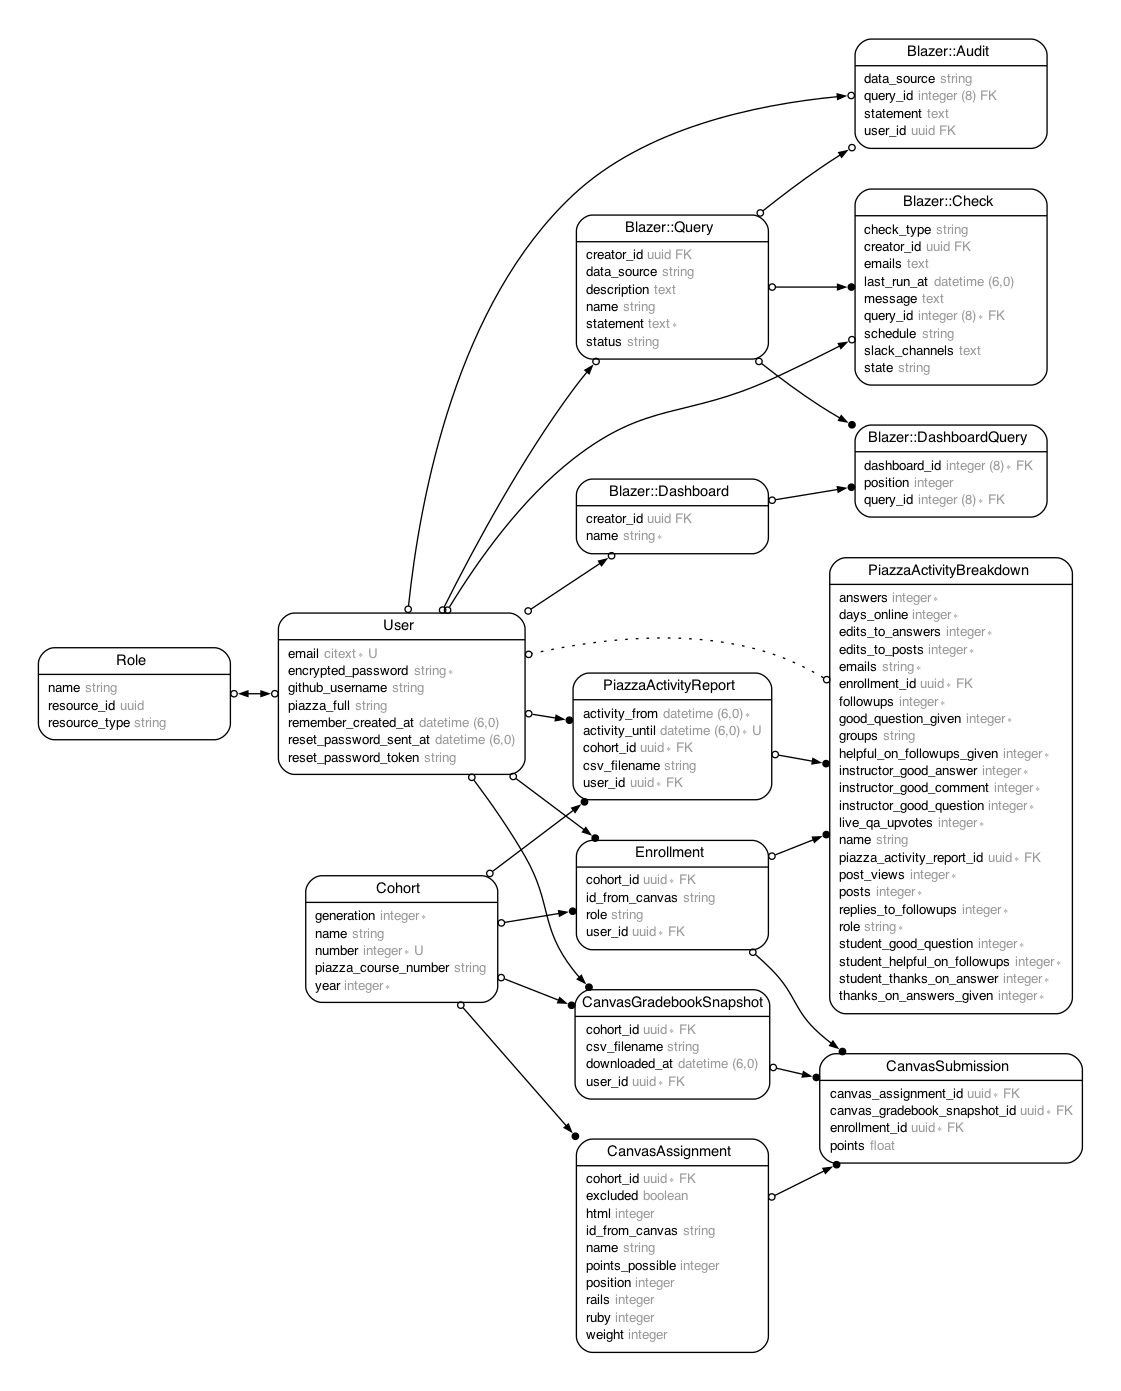 Blazer::Audit
data_source string
query_id integer (8) FK
statement text
user_id uuid FK
Blazer::Check
check_type string
creator_id uuid FK
emails text
last_run_at datetime (6,0)
message text
query_id integer (8)∗ FK
schedule string
slack_channels text
state string
Blazer::Query
creator_id uuid FK
data_source string
description text
name string
statement text∗
status string
Blazer::DashboardQuery
dashboard_id integer (8)∗ FK
position integer
query_id integer (8)∗ FK
Blazer::Dashboard
creator_id uuid FK
name string∗
PiazzaActivityBreakdown
answers integer∗
days_online integer∗
edits_to_answers integer∗
edits_to_posts integer∗
emails string∗
enrollment_id uuid∗ FK
followups integer∗
good_question_given integer∗
groups string
helpful_on_followups_given integer∗
instructor_good_answer integer∗
instructor_good_comment integer∗
instructor_good_question integer∗
live_qa_upvotes integer∗
name string
piazza_activity_report_id uuid∗ FK
post_views integer∗
posts integer∗
replies_to_followups integer∗
role string∗
student_good_question integer∗
student_helpful_on_followups integer∗
student_thanks_on_answer integer∗
thanks_on_answers_given integer∗
User
email citext∗ U
encrypted_password string∗
github_username string
piazza_full string
remember_created_at datetime (6,0)
reset_password_sent_at datetime (6,0)
reset_password_token string
Role
name string
resource_id uuid
resource_type string
PiazzaActivityReport
activity_from datetime (6,0)∗
activity_until datetime (6,0)∗ U
cohort_id uuid∗ FK
csv_filename string
user_id uuid∗ FK
Enrollment
cohort_id uuid∗ FK
id_from_canvas string
role string
user_id uuid∗ FK
Cohort
generation integer∗
name string
number integer∗ U
piazza_course_number string
year integer∗
CanvasGradebookSnapshot
cohort_id uuid∗ FK
csv_filename string
downloaded_at datetime (6,0)
user_id uuid∗ FK
CanvasSubmission
canvas_assignment_id uuid∗ FK
canvas_gradebook_snapshot_id uuid∗ FK
enrollment_id uuid∗ FK
points float
CanvasAssignment
cohort_id uuid∗ FK
excluded boolean
html integer
id_from_canvas string
name string
points_possible integer
position integer
rails integer
ruby integer
weight integer